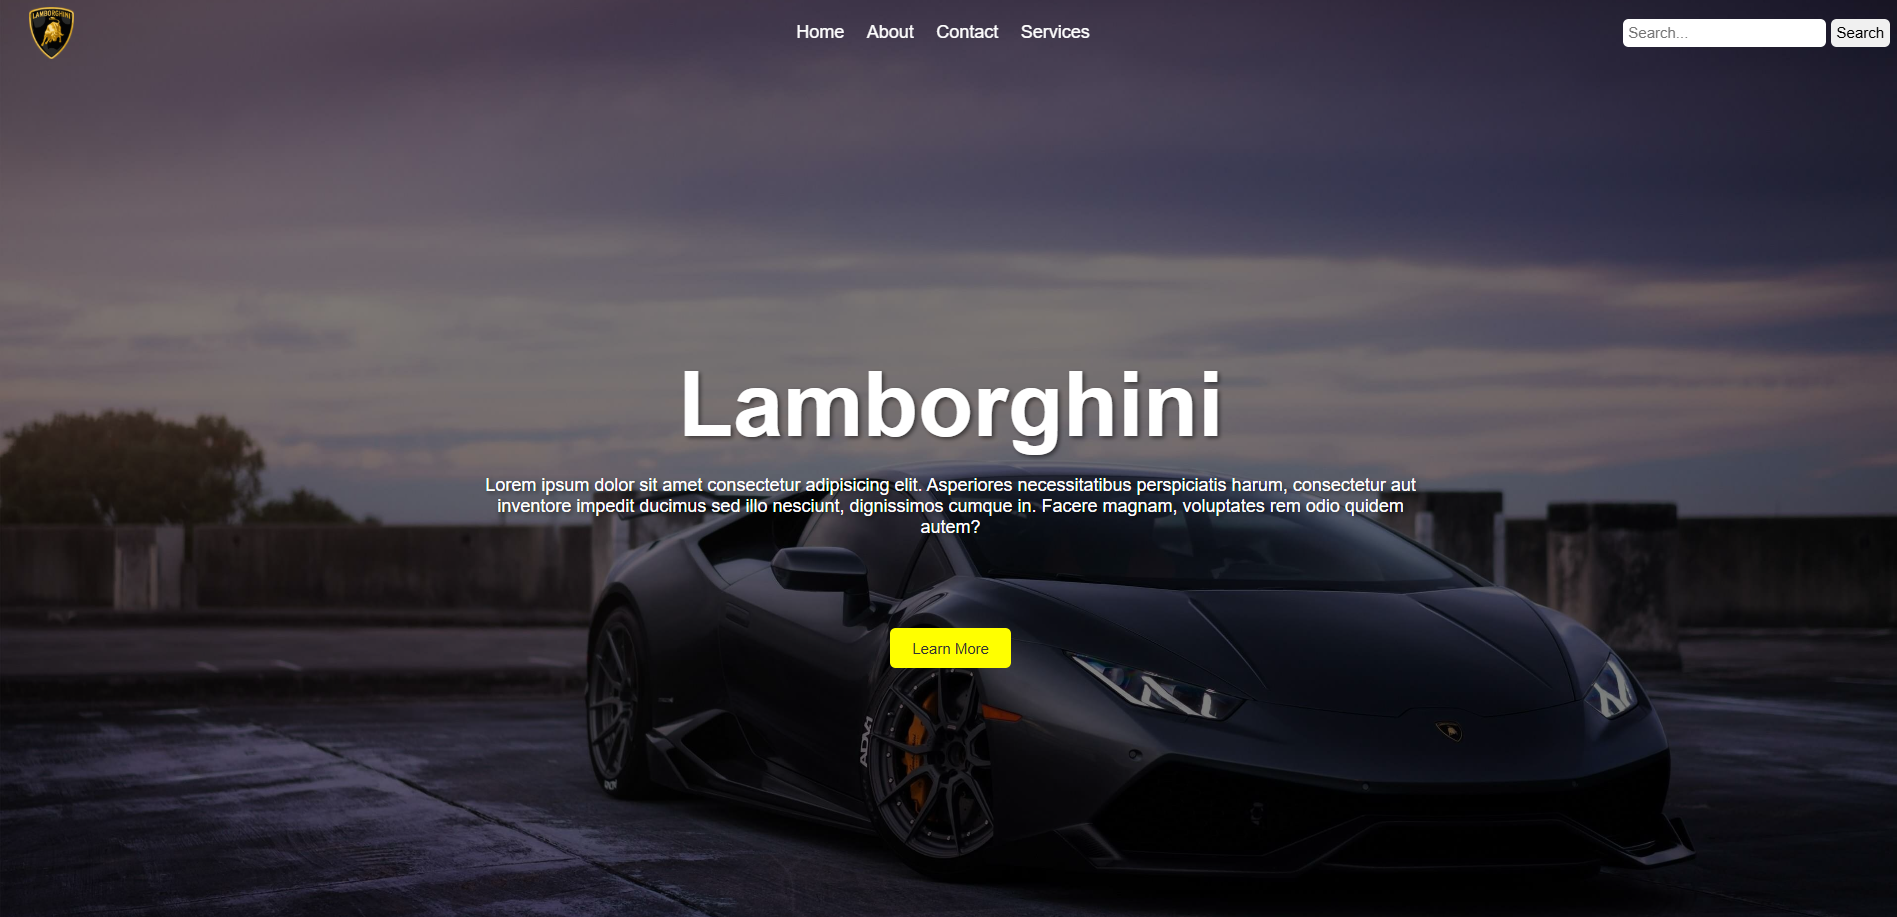 LAMBORGHINI
Home About Contact Services
Search...
Search
Lamborghini
Lorem ipsum dolor sit amet consectetur adipisicing elit. Asperiores necessitatibus perspiciatis harum, consectetur aut
inventore impedit ducimus sed illo nesciunt, dignissimos cumque in. Facere magnam, voluptates rem odio quidem
autem?
Learn More
ADV.1